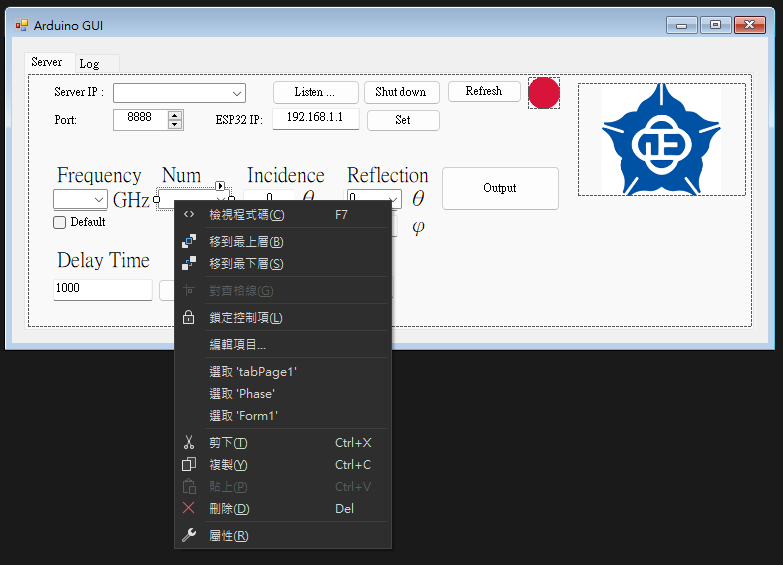 Arduino GUI
Server Log
Server IP : Listen ... Shut down Refresh
Port: 8888 ESP32 IP: 192.168.1.1 Set
Frequency Num Incidence Reflection
GHz 0 θ 0 θ Output
Default φ
Delay Time
1000
檢視程式碼(C) F7
移到最上層(B)
移到最下層(S)
對齊格線(G)
鎖定控制項(L)
編輯項目...
選取 'tabPage1'
選取 'Phase'
選取 'Form1'
剪下(T) Ctrl+X
複製(Y) Ctrl+C
貼上(P) Ctrl+V
刪除(D) Del
屬性(R)